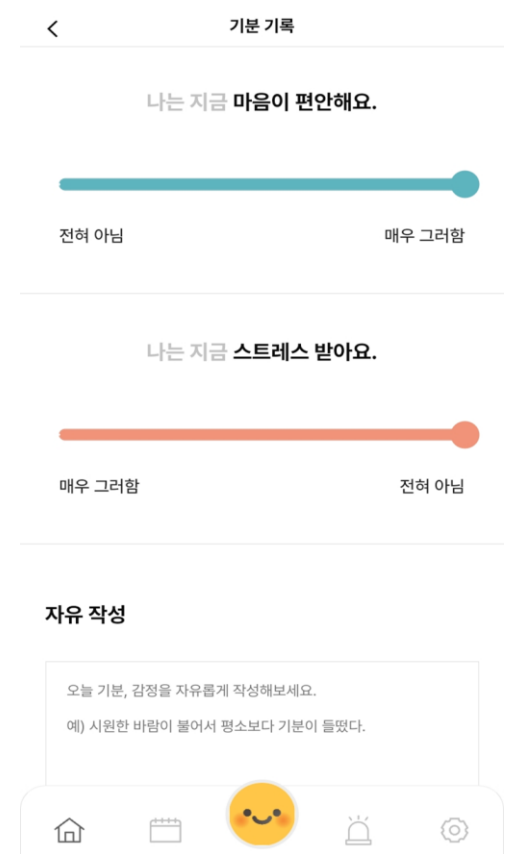 기분 기록
나는 지금 마음이 편안해요.
전혀 아님 매우 그러함
나는 지금 스트레스 받아요.
매우 그러함 전혀 아님
자유 작성
오늘 기분, 감정을 자유롭게 작성해보세요.
예) 시원한 바람이 불어서 평소보다 기분이 들떴다.